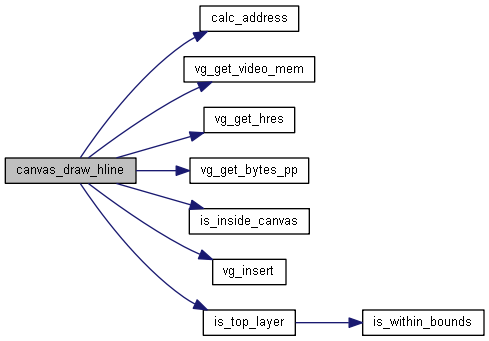 calc_address
vg_get_video_mem
vg_get_hres
canvas_draw_hline
vg_get_bytes_pp
is_inside_canvas
vg_insert
is_top_layer
is_within_bounds